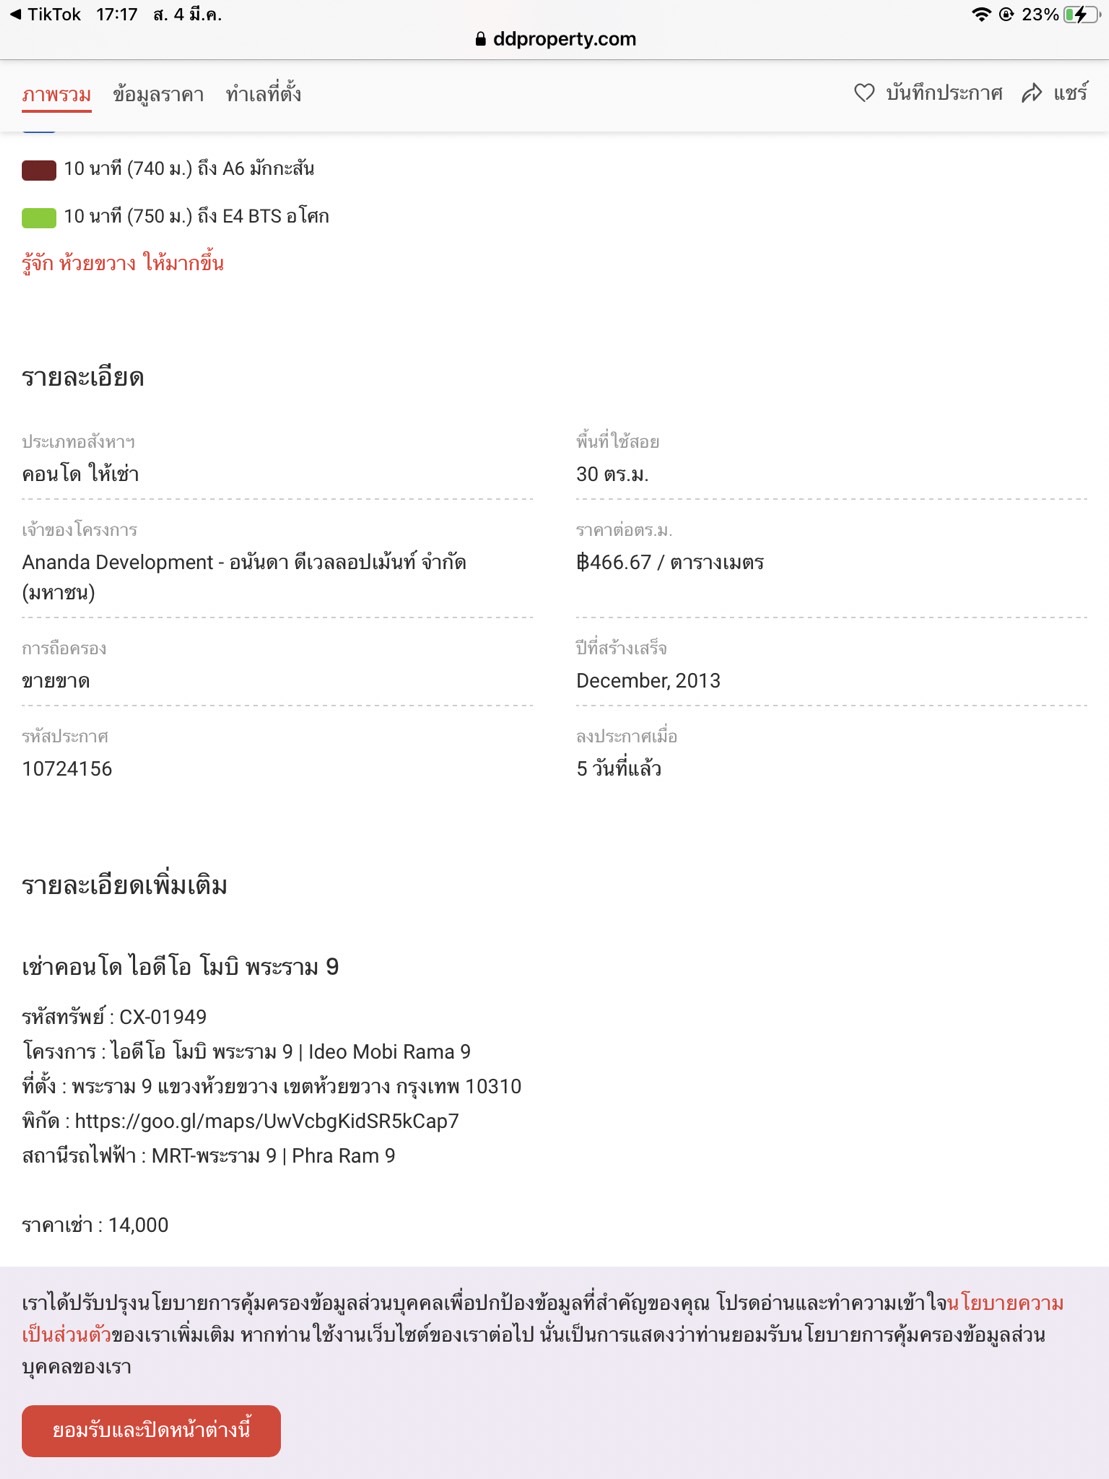 ◀ TikTok 17:17 ส. 4 มี.ค. 23%
ddproperty.com
ภาพรวม ข้อมูลราคา ทำเลที่ตั้ง บันทึกประกาศ แชร์
10 นาที (740 ม.) ถึง A6 มักกะสัน
10 นาที (750 ม.) ถึง E4 BTS อโศก
รู้จัก ห้วยขวาง ให้มากขึ้น
รายละเอียด
ประเภทอสังหาฯ พื้นที่ใช้สอย
คอนโด ให้เช่า 30 ตร.ม.
เจ้าของโครงการ ราคาต่อตร.ม.
Ananda Development - อนันดา ดีเวลลอปเม้นท์ จำกัด ฿466.67 / ตารางเมตร
(มหาชน)
การถือครอง ปีที่สร้างเสร็จ
ขายขาด December, 2013
รหัสประกาศ ลงประกาศเมื่อ
10724156 5 วันที่แล้ว
รายละเอียดเพิ่มเติม
เช่าคอนโด ไอดีโอ โมบิ พระราม 9
รหัสทรัพย์ : CX-01949
โครงการ : ไอดีโอ โมบิ พระราม 9 | Ideo Mobi Rama 9
ที่ตั้ง : พระราม 9 แขวงห้วยขวาง เขตห้วยขวาง กรุงเทพ 10310
พิกัด : https://goo.gl/maps/UwVcbgKidSR5kCap7
สถานีรถไฟฟ้า : MRT-พระราม 9 | Phra Ram 9
ราคาเช่า : 14,000
เราได้ปรับปรุงนโยบายการคุ้มครองข้อมูลส่วนบุคคลเพื่อปกป้องข้อมูลที่สำคัญของคุณ โปรดอ่านและทำความเข้าใจนโยบายความ
เป็นส่วนตัวของเราเพิ่มเติม หากท่านใช้งานเว็บไซต์ของเราต่อไป นั่นเป็นการแสดงว่าท่านยอมรับนโยบายการคุ้มครองข้อมูลส่วน
บุคคลของเรา
ยอมรับและปิดหน้าต่างนี้